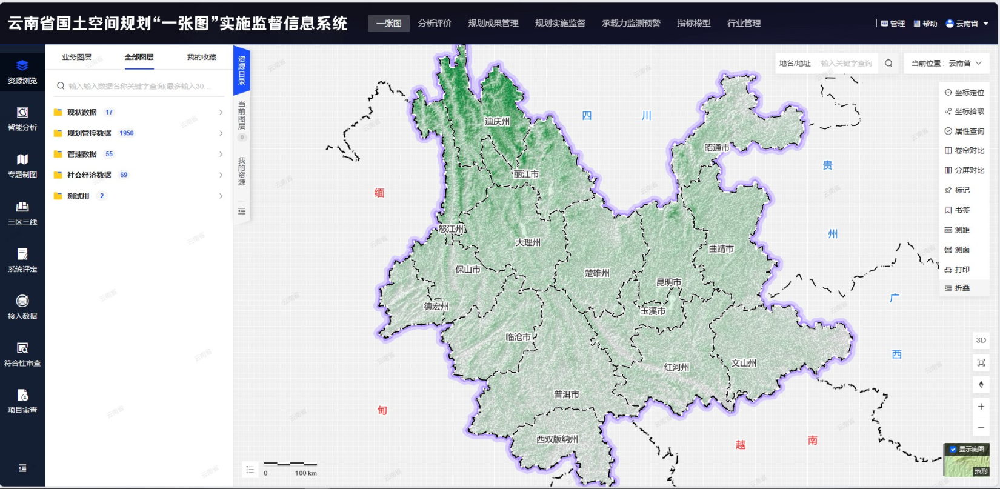 云南省国土空间规划“一张图”实施监督信息系统
一张图 分析评价 规划成果管理 规划实施监督 承载力监测预警 指标模型 行业管理
管理 帮助 云南省
资源浏览
智能分析
专题制图
三区三线
系统评定
接入数据
符合性审查
项目审查
业务图层 全部图层 我的收藏
输入输入数据名称关键字查询(最多输入30...
现状数据 17
规划管控数据 1950
管理数据 55
社会经济数据 69
测试用 2
资源目录
当前图层
0
我的资源
地名/地址 输入关键字查询
当前位置: 云南省
坐标定位
坐标拾取
属性查询
卷帘对比
分屏对比
标记
书签
测距
测面
打印
折叠
四 川
贵
州
广
西
缅
甸
越 南
迪庆州
昭通市
丽江市
怒江州
大理州
曲靖市
保山市
楚雄州
昆明市
德宏州
玉溪市
临沧市
红河州
文山州
普洱市
西双版纳州
3D
+
−
显示底图
地形
0 100 km
云南省